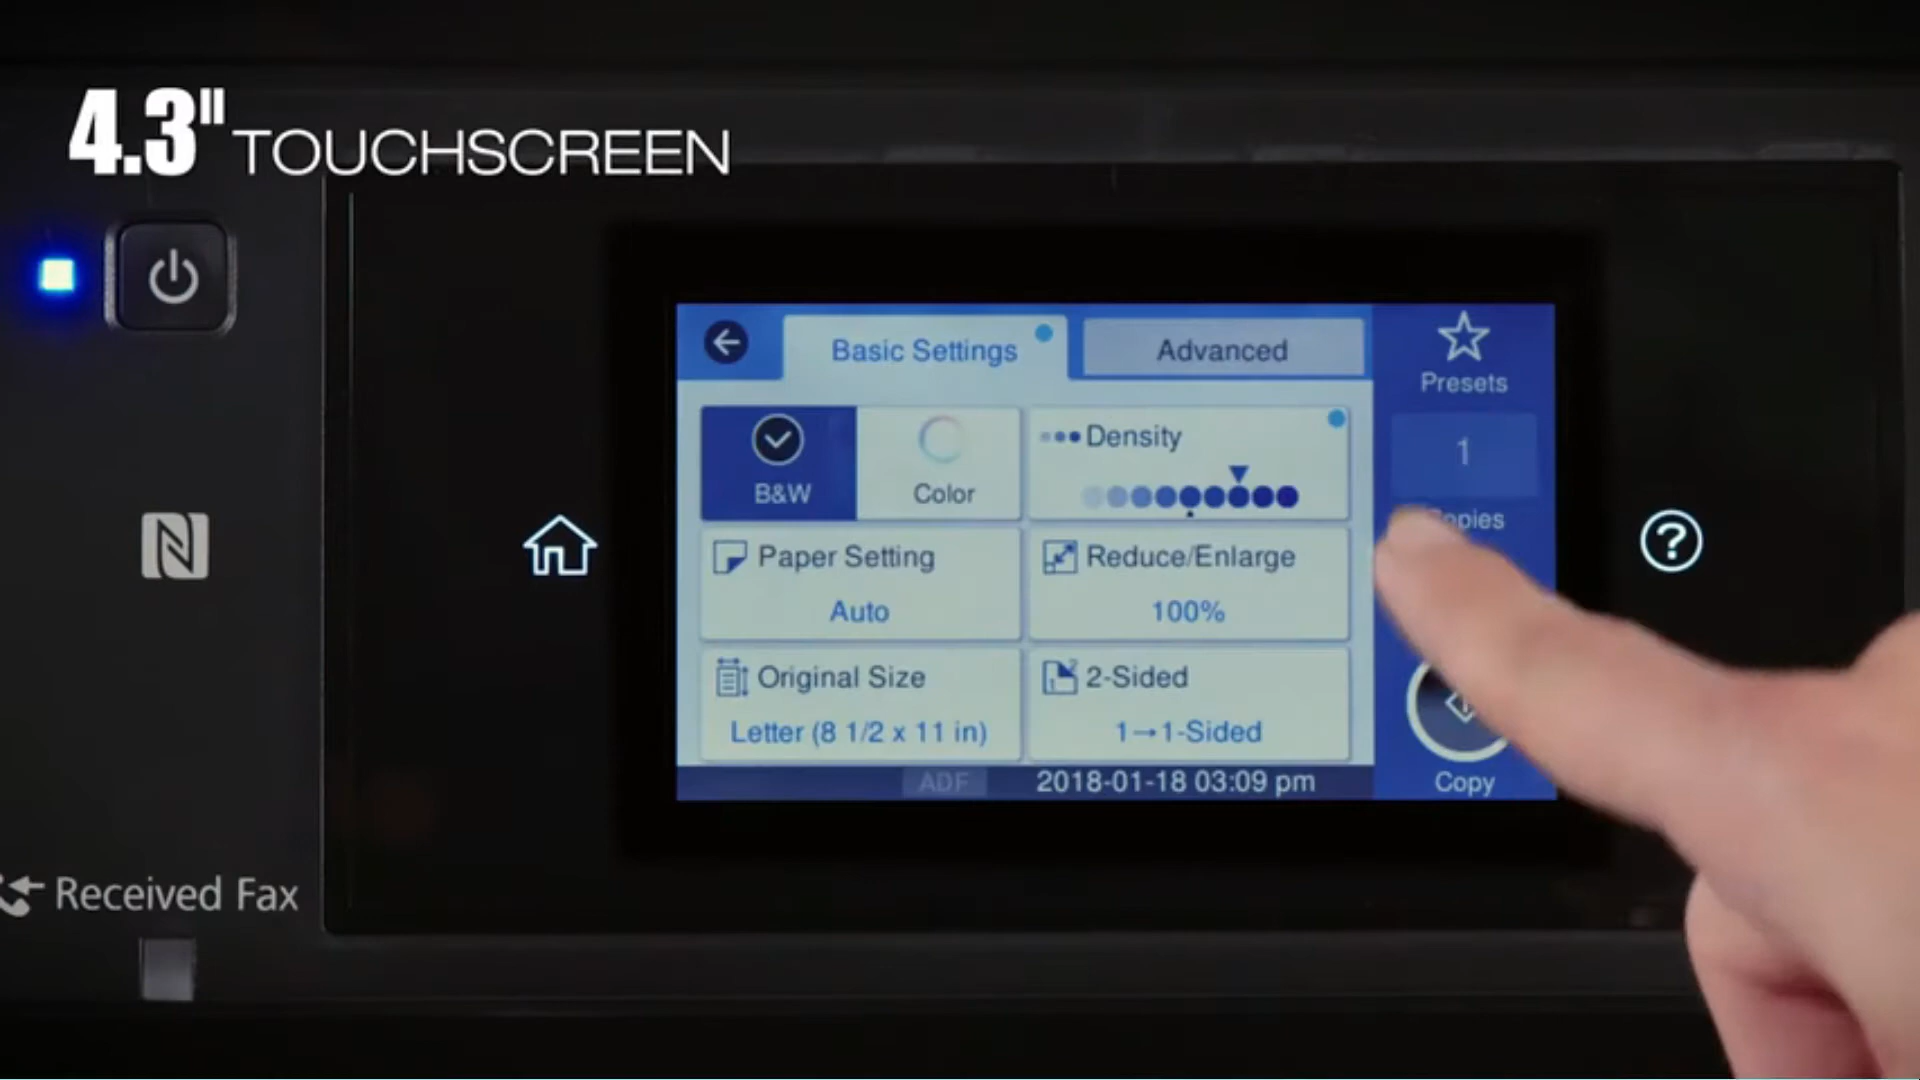 4.3" TOUCHSCREEN
Basic Settings
Advanced
Presets
B&W
Color
Density
1
Copies
Paper Setting
Auto
Reduce/Enlarge
100%
Original Size
Letter (8 1/2 x 11 in)
2-Sided
1→1-Sided
ADF
2018-01-18 03:09 pm
Copy
Received Fax